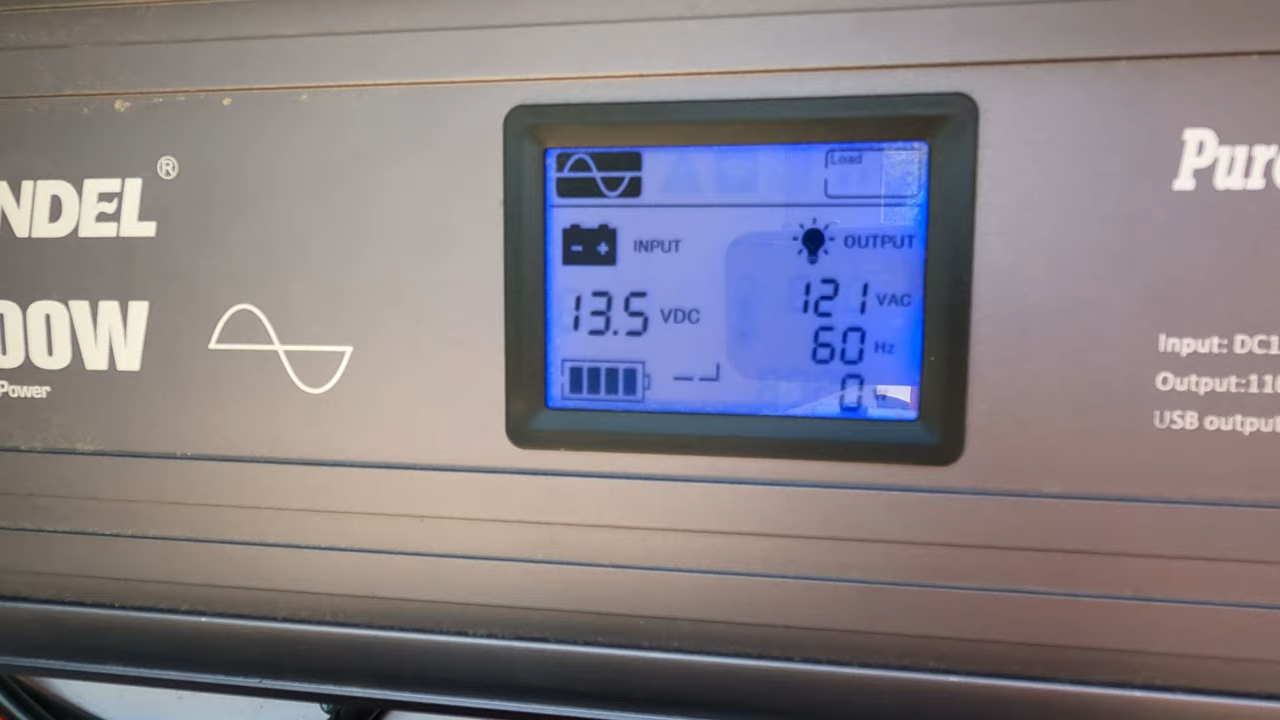 NDEL®
00W
Power
Load
INPUT
OUTPUT
13.5 VDC
121 VAC
60 Hz
0
Pure
Input: DC1
Output:110
USB output